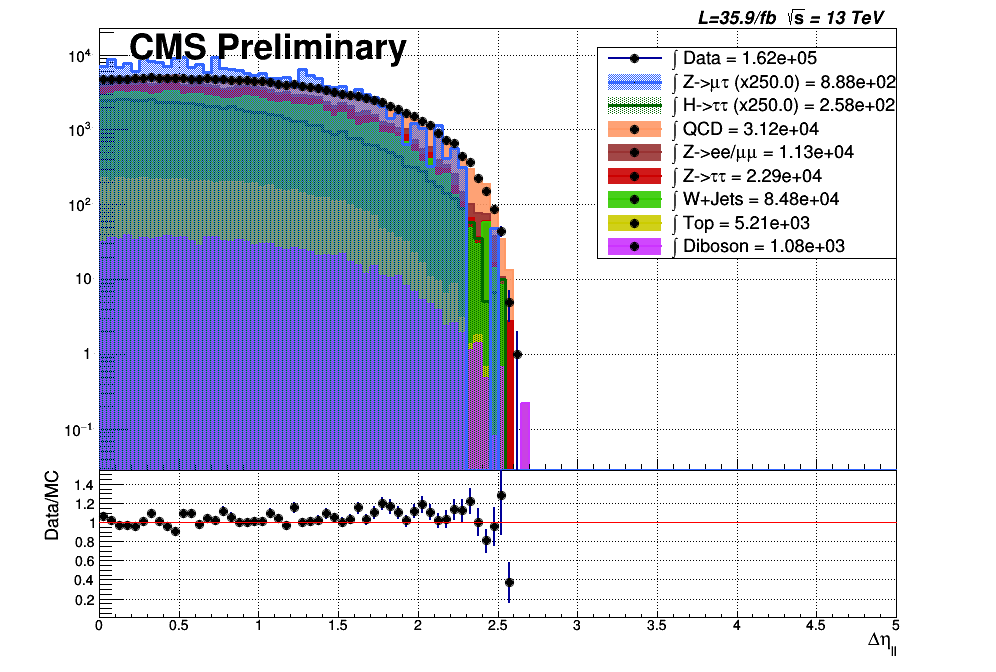 L=35.9/fb √s = 13 TeV
CMS Preliminary
∫ Data = 1.62e+05
∫ Z->μτ (x250.0) = 8.88e+02
∫ H->ττ (x250.0) = 2.58e+02
∫ QCD = 3.12e+04
∫ Z->ee/μμ = 1.13e+04
∫ Z->ττ = 2.29e+04
∫ W+Jets = 8.48e+04
∫ Top = 5.21e+03
∫ Diboson = 1.08e+03
10⁴
10³
10²
10
1
10⁻¹
Data/MC
1.4
1.2
1
0.8
0.6
0.4
0.2
0 0.5 1 1.5 2 2.5 3 3.5 4 4.5 5
Δη_||